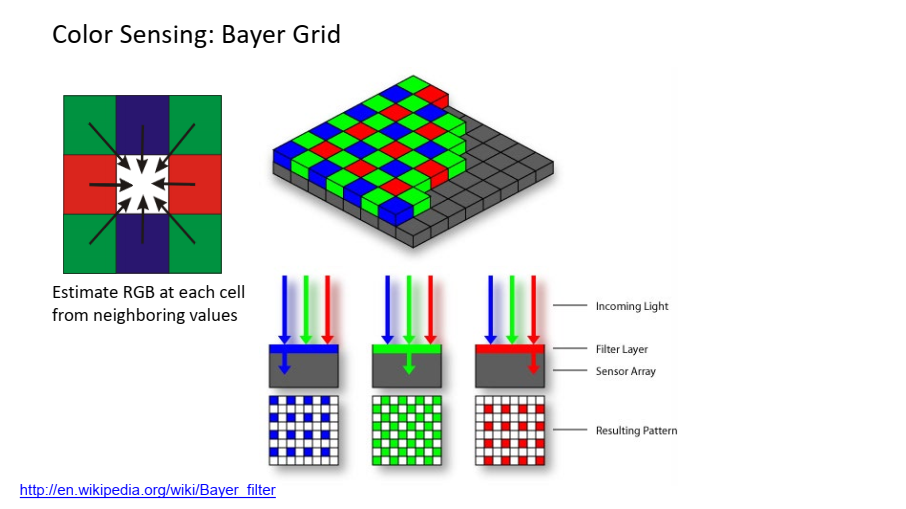 Color Sensing: Bayer Grid
Estimate RGB at each cell
from neighboring values
Incoming Light
Filter Layer
Sensor Array
Resulting Pattern
http://en.wikipedia.org/wiki/Bayer_filter